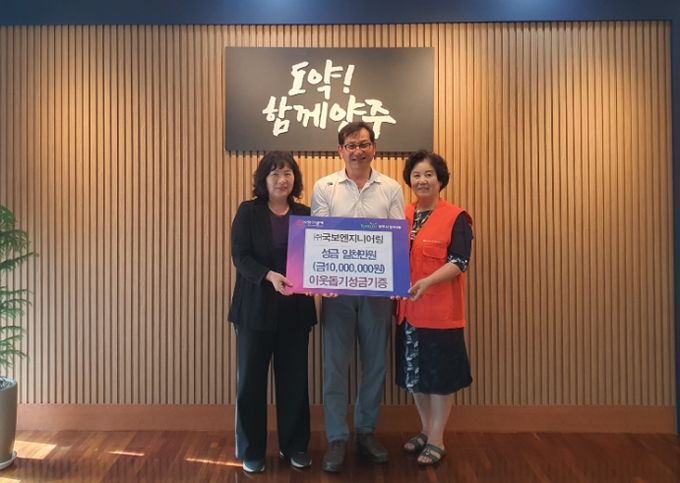 도약!
함께양주
㈜국보엔지니어링
성금 일천만원
(금10,000,000원)
이웃돕기성금기증